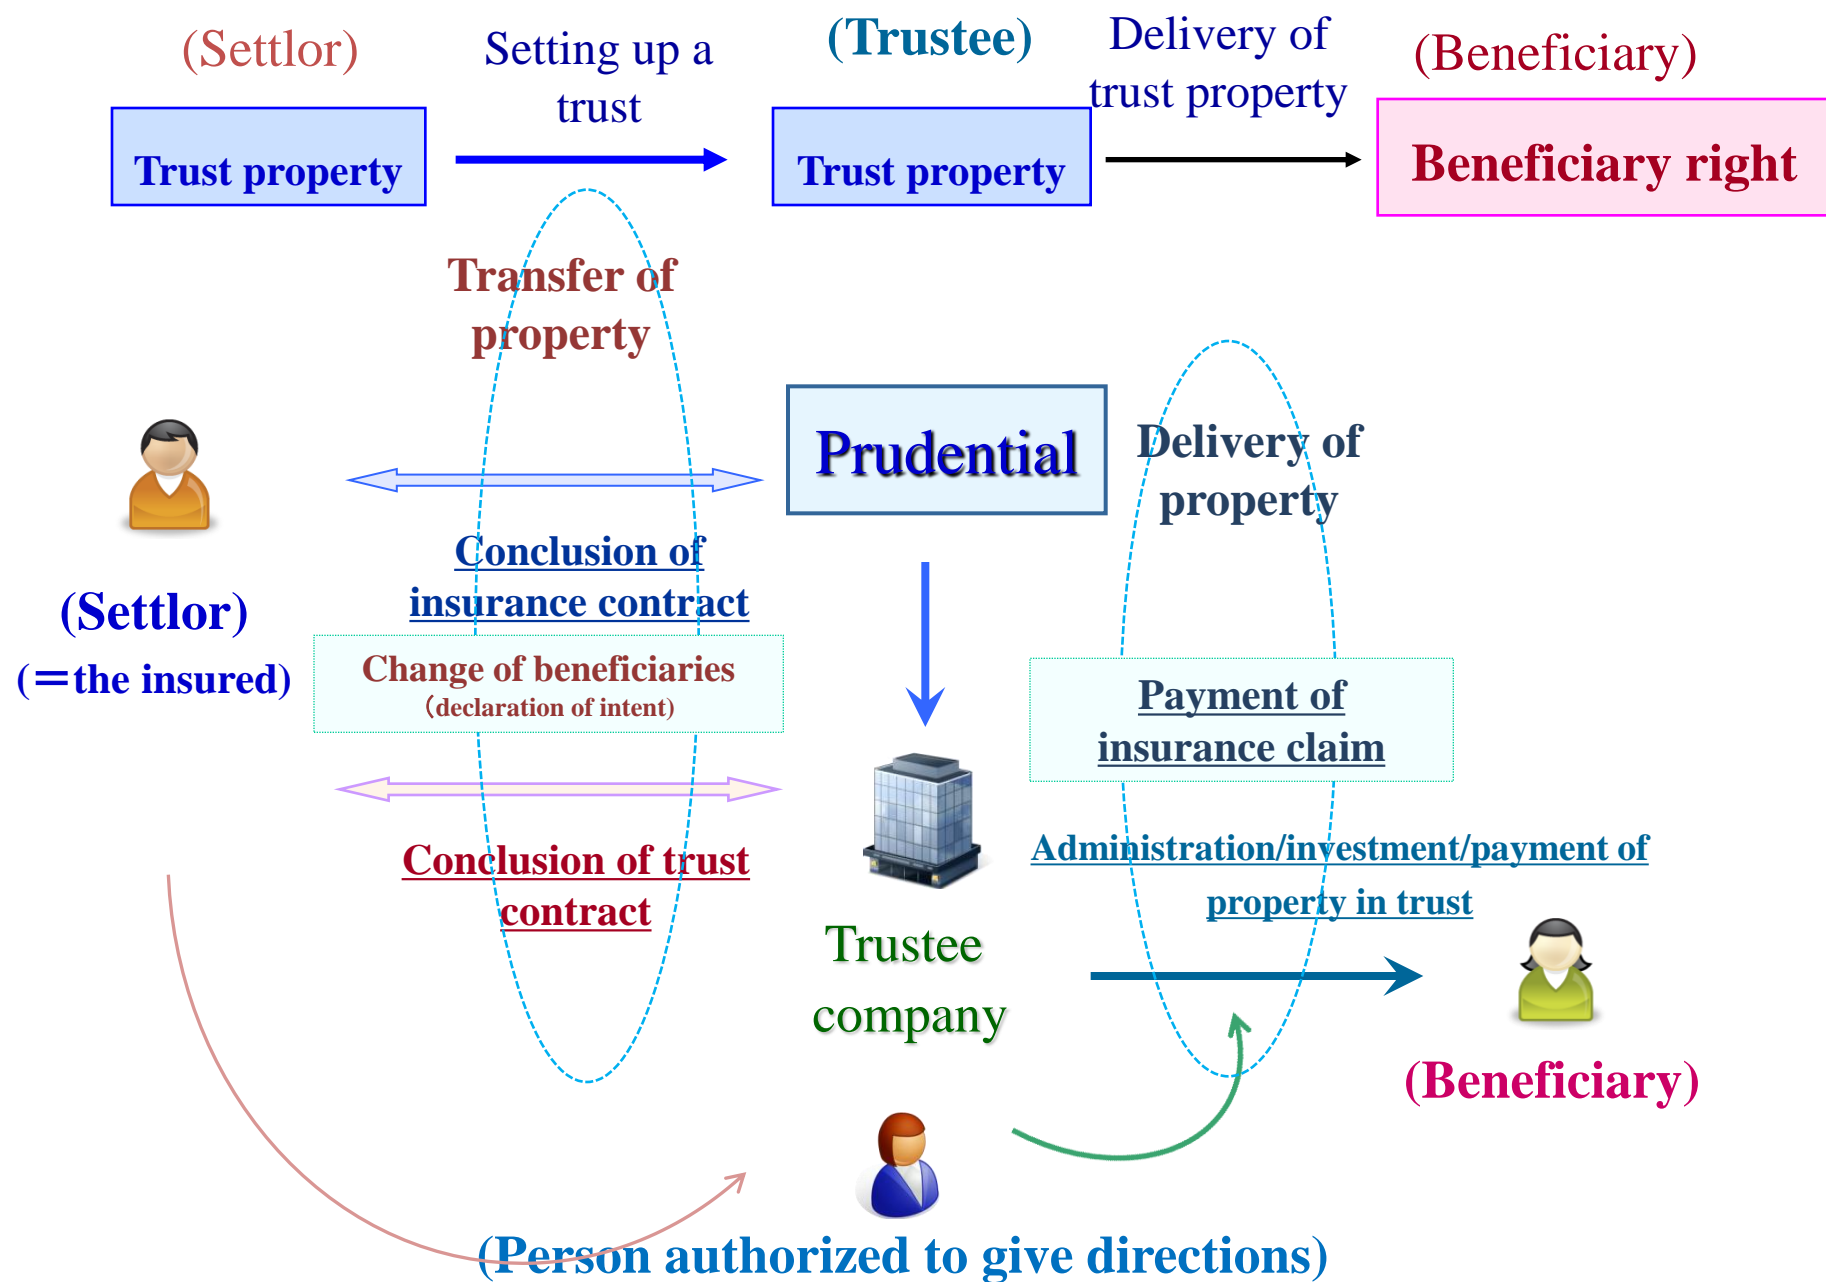 (Settlor)
Setting up a
trust
(Trustee)
Delivery of
trust property
(Beneficiary)
Trust property
Trust property
Beneficiary right
Transfer of
property
Prudential
Delivery of
property
Conclusion of
insurance contract
(Settlor)
(＝the insured)
Change of beneficiaries
（declaration of intent)
Payment of
insurance claim
Conclusion of trust
contract
Administration/investment/payment of
property in trust
Trustee
company
(Beneficiary)
(Person authorized to give directions)